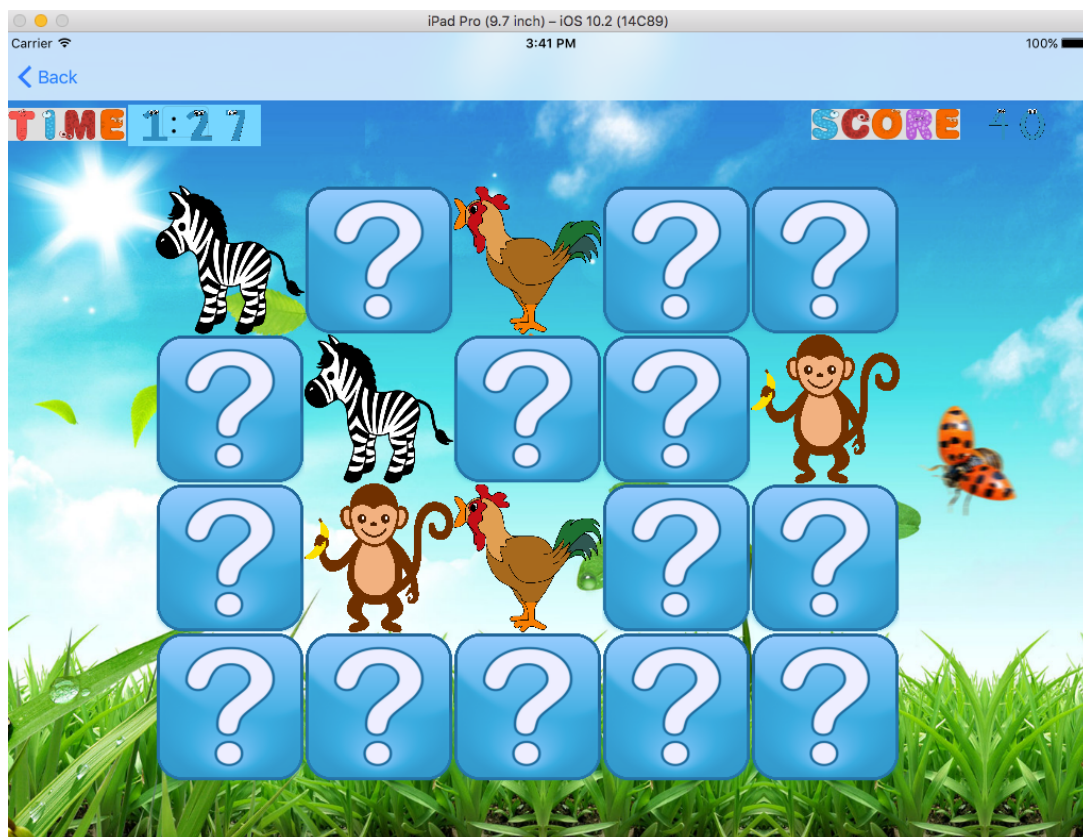 iPad Pro (9.7 inch) – iOS 10.2 (14C89)
Carrier 3:41 PM 100%
Back
TIME 1:27 SCORE 40
? ? ?
? ? ?
? ? ?
? ? ? ? ?